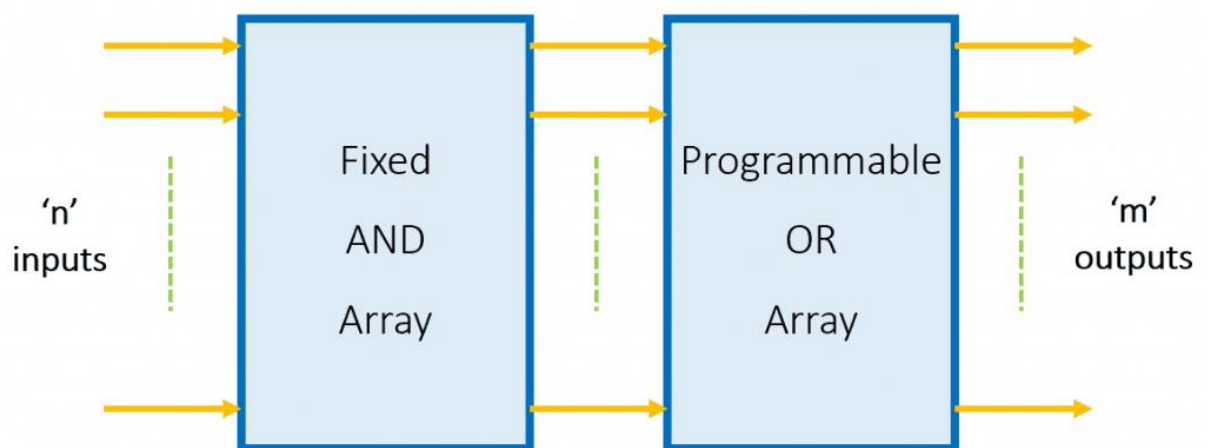 ‘n’
inputs
Fixed
AND
Array
Programmable
OR
Array
‘m’
outputs